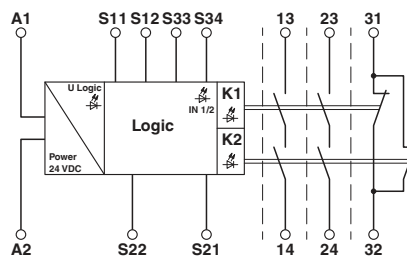 A1 S11 S12 S33 S34 13 23 31
U Logic
IN 1/2
K1
Logic
K2
Power
24 VDC
A2 S22 S21 14 24 32